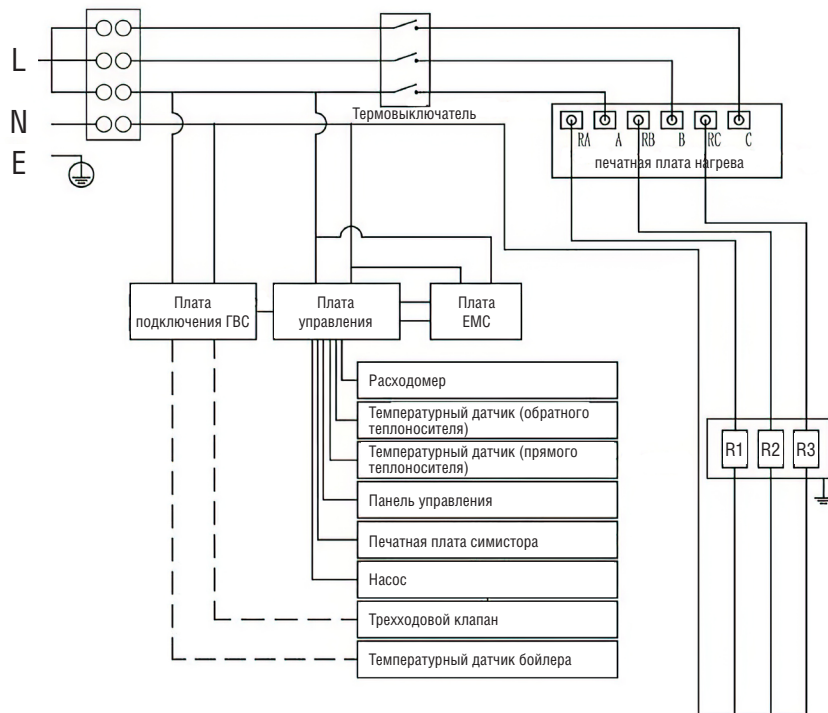 L
N
E
Термовыключатель
RA A RB B RC C
печатная плата нагрева
Плата
подключения ГВС
Плата
управления
Плата
ЕМС
Расходомер
Температурный датчик (обратного
теплоносителя)
Температурный датчик (прямого
теплоносителя)
Панель управления
Печатная плата симистора
Насос
Трехходовой клапан
Температурный датчик бойлера
R1 R2 R3